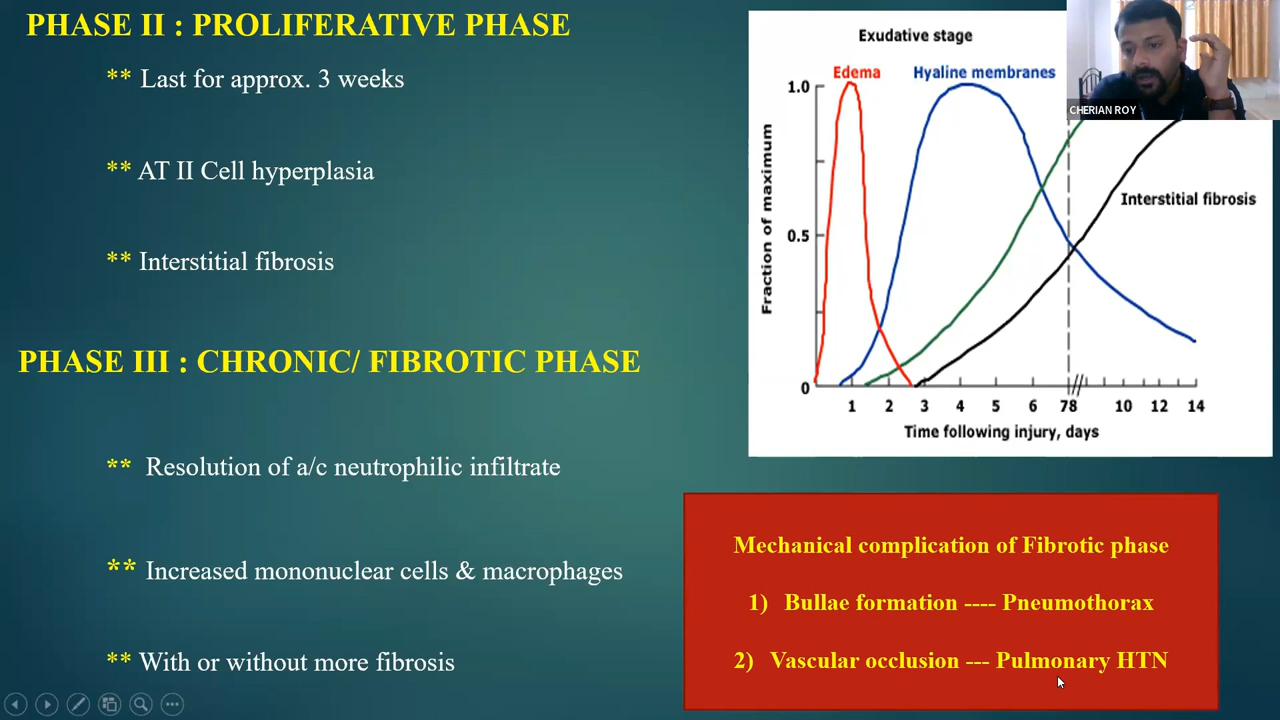 PHASE II : PROLIFERATIVE PHASE
** Last for approx. 3 weeks
** AT II Cell hyperplasia
** Interstitial fibrosis
PHASE III : CHRONIC/ FIBROTIC PHASE
** Resolution of a/c neutrophilic infiltrate
** Increased mononuclear cells & macrophages
** With or without more fibrosis
Exudative stage
Edema
Hyaline membranes
CHERIAN ROY
1.0
0.5
0
Fraction of maximum
Interstitial fibrosis
1 2 3 4 5 6 78 10 12 14
Time following injury, days
Mechanical complication of Fibrotic phase
1) Bullae formation ---- Pneumothorax
2) Vascular occlusion --- Pulmonary HTN